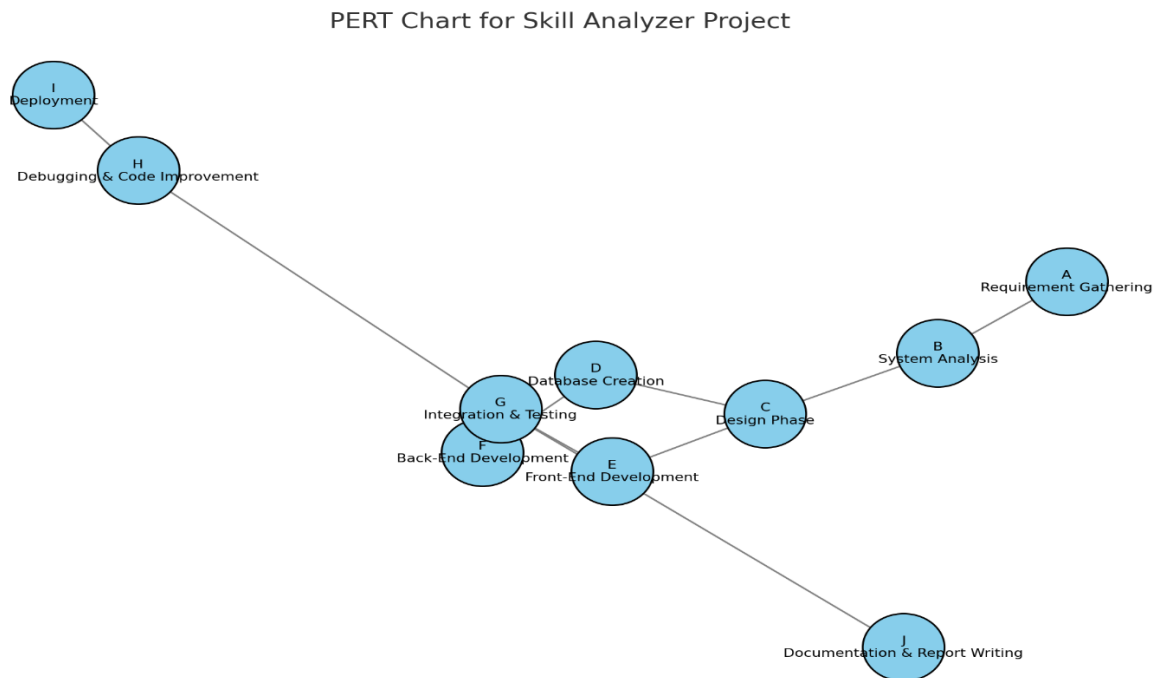 PERT Chart for Skill Analyzer Project
I
Deployment
H
Debugging & Code Improvement
A
Requirement Gathering
B
System Analysis
D
Database Creation
G
Integration & Testing
C
Design Phase
F
Back-End Development
E
Front-End Development
J
Documentation & Report Writing